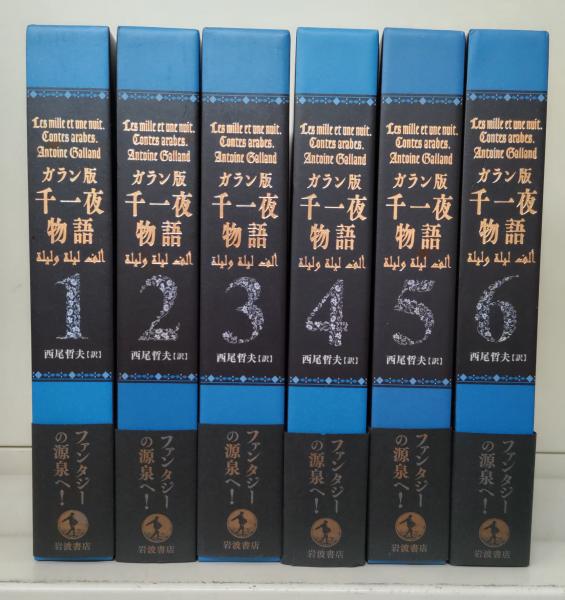 Les mille et une nuit.
Contes arabes.
Antoine Galland
ガラン版
千一夜
物語
ألف ليلة وليلة
1
西尾哲夫【訳】
ファンタジー
の源泉へ!
岩波書店
Les mille et une nuit.
Contes arabes.
Antoine Galland
ガラン版
千一夜
物語
ألف ليلة وليلة
2
西尾哲夫【訳】
ファンタジー
の源泉へ!
岩波書店
Les mille et une nuit.
Contes arabes.
Antoine Galland
ガラン版
千一夜
物語
ألف ليلة وليلة
3
西尾哲夫【訳】
ファンタジー
の源泉へ!
岩波書店
Les mille et une nuit.
Contes arabes.
Antoine Galland
ガラン版
千一夜
物語
ألف ليلة وليلة
4
西尾哲夫【訳】
ファンタジー
の源泉へ!
岩波書店
Les mille et une nuit.
Contes arabes.
Antoine Galland
ガラン版
千一夜
物語
ألف ليلة وليلة
5
西尾哲夫【訳】
ファンタジー
の源泉へ!
岩波書店
Les mille et une nuit.
Contes arabes.
Antoine Galland
ガラン版
千一夜
物語
ألف ليلة وليلة
6
西尾哲夫【訳】
ファンタジー
の源泉へ!
岩波書店